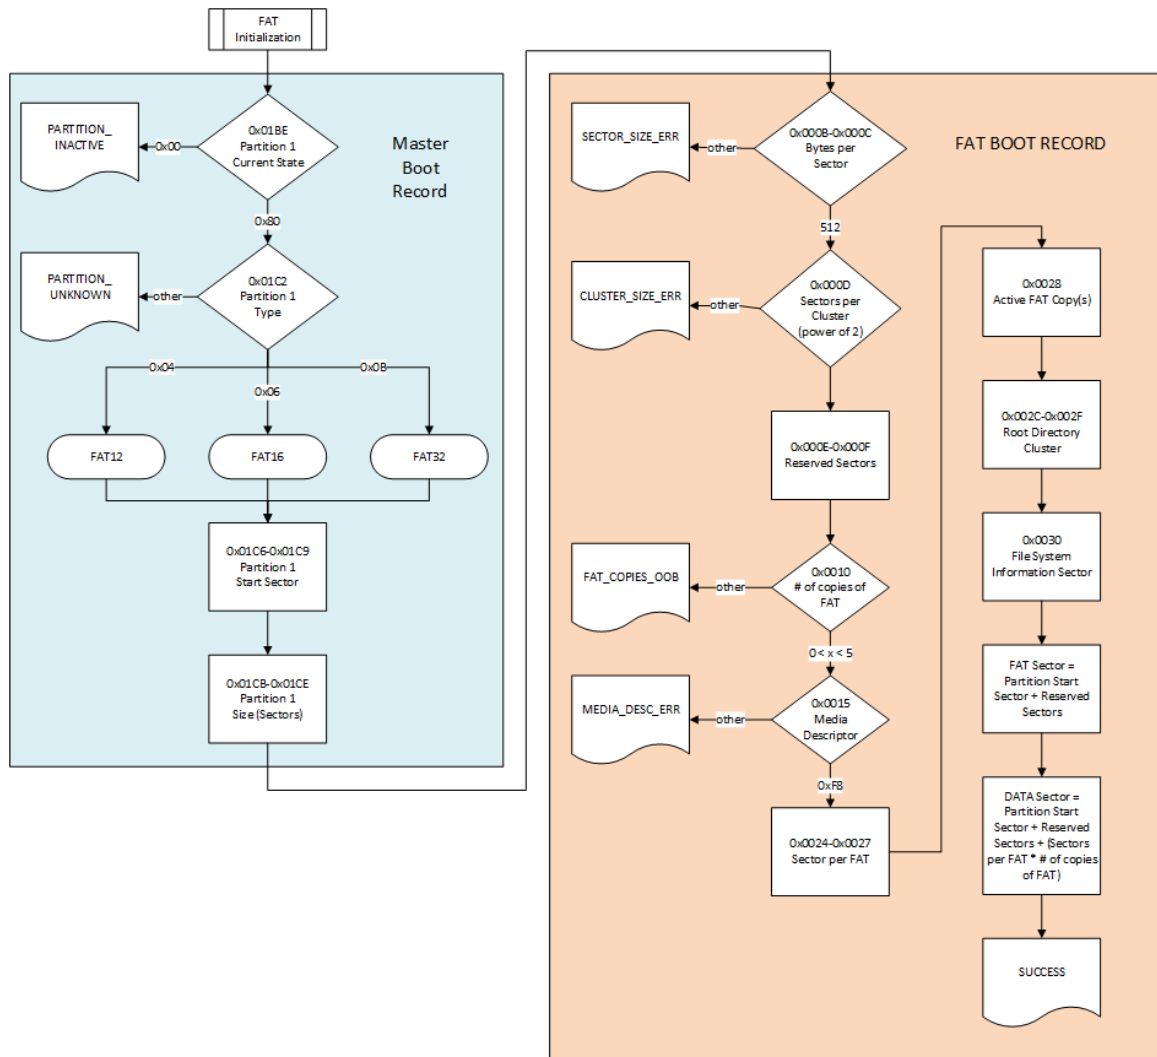 FAT
Initialization
Master
Boot
Record
0x01BE
Partition 1
Current State
0x00
PARTITION_
INACTIVE
0x80
0x01C2
Partition 1
Type
other
PARTITION_
UNKNOWN
0x04
0x06
0x0B
FAT12
FAT16
FAT32
0x01C6-0x01C9
Partition 1
Start Sector
0x01CB-0x01CE
Partition 1
Size (Sectors)
FAT BOOT RECORD
0x000B-0x000C
Bytes per
Sector
other
SECTOR_SIZE_ERR
512
0x000D
Sectors per
Cluster
(power of 2)
other
CLUSTER_SIZE_ERR
0x000E-0x000F
Reserved Sectors
0x0010
# of copies of
FAT
other
FAT_COPIES_OOB
0 < x < 5
0x0015
Media
Descriptor
other
MEDIA_DESC_ERR
0xF8
0x0024-0x0027
Sector per FAT
0x0028
Active FAT Copy(s)
0x002C-0x002F
Root Directory
Cluster
0x0030
File System
Information Sector
FAT Sector =
Partition Start
Sector + Reserved
Sectors
DATA Sector =
Partition Start
Sector + Reserved
Sectors + (Sectors
per FAT * # of copies
of FAT)
SUCCESS